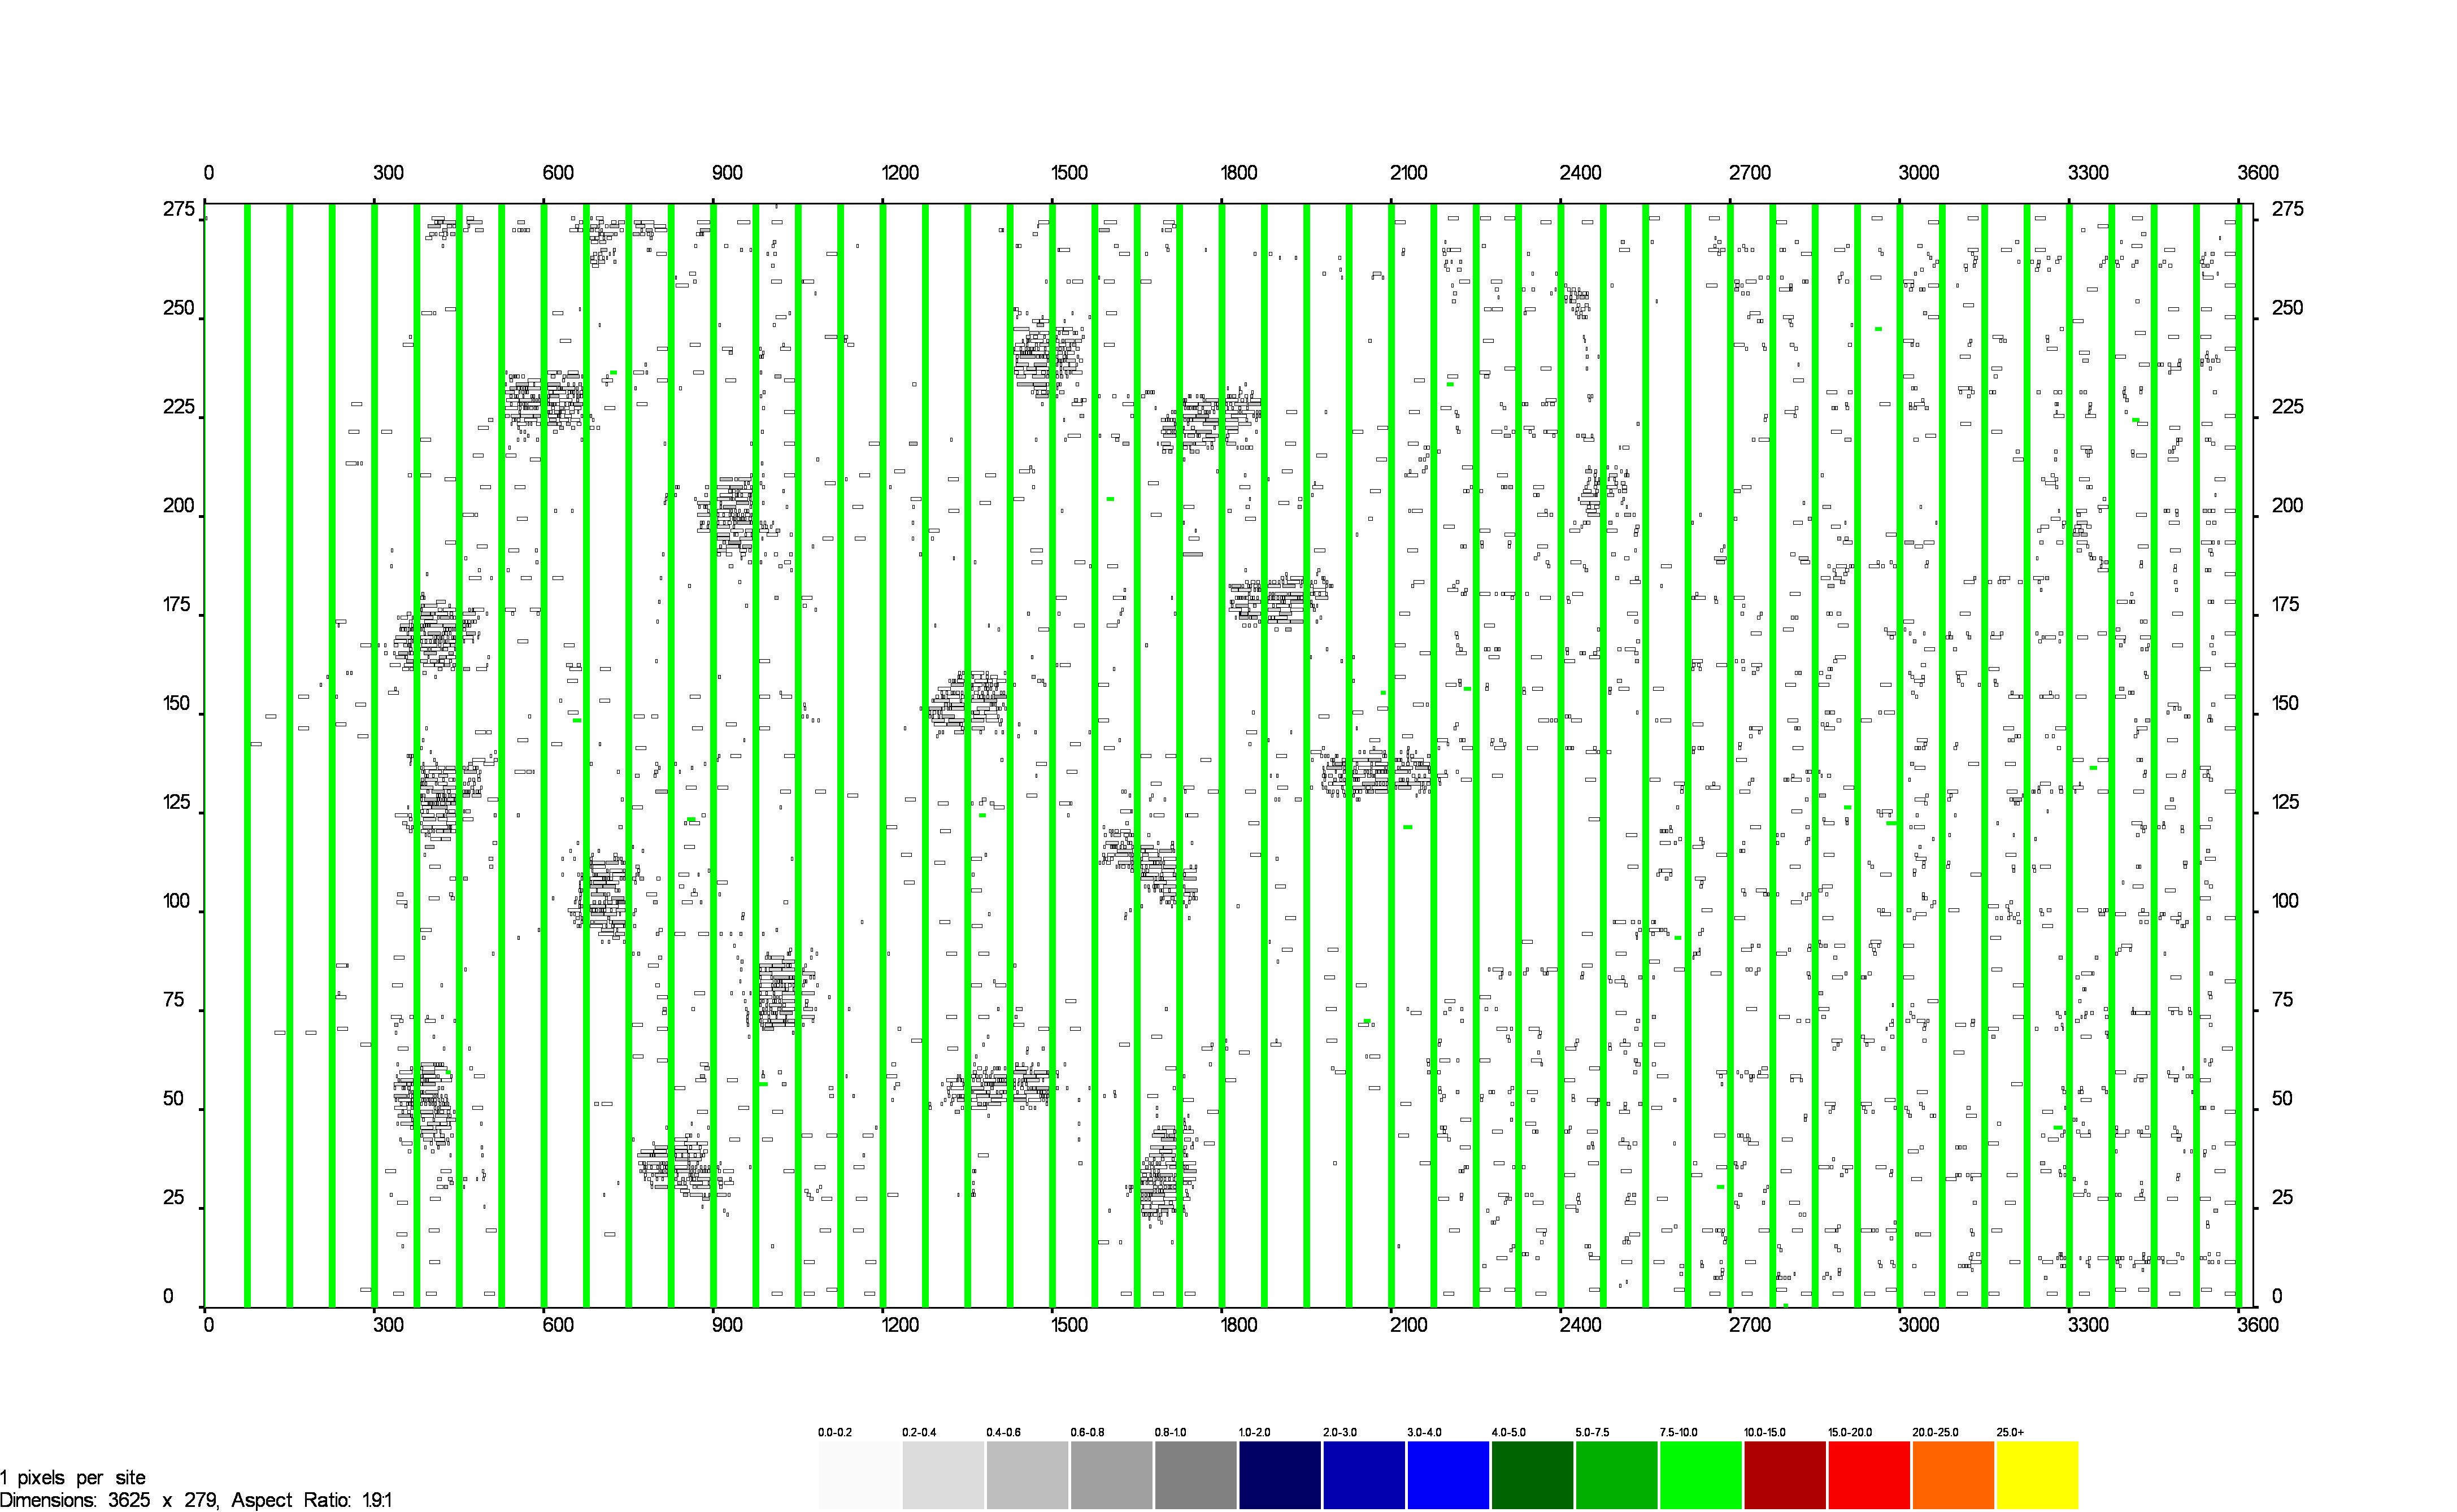 0 300 600 900 1200 1500 1800 2100 2400 2700 3000 3300 3600
275 275
250 250
225 225
200 200
175 175
150 150
125 125
100 100
75 75
50 50
25 25
0 0
0 300 600 900 1200 1500 1800 2100 2400 2700 3000 3300 3600
0.0-0.2 0.2-0.4 0.4-0.6 0.6-0.8 0.8-1.0 1.0-2.0 2.0-3.0 3.0-4.0 4.0-5.0 5.0-7.5 7.5-10.0 10.0-15.0 15.0-20.0 20.0-25.0 25.0+
1 pixels per site
Dimensions: 3625 x 279, Aspect Ratio: 1.9:1